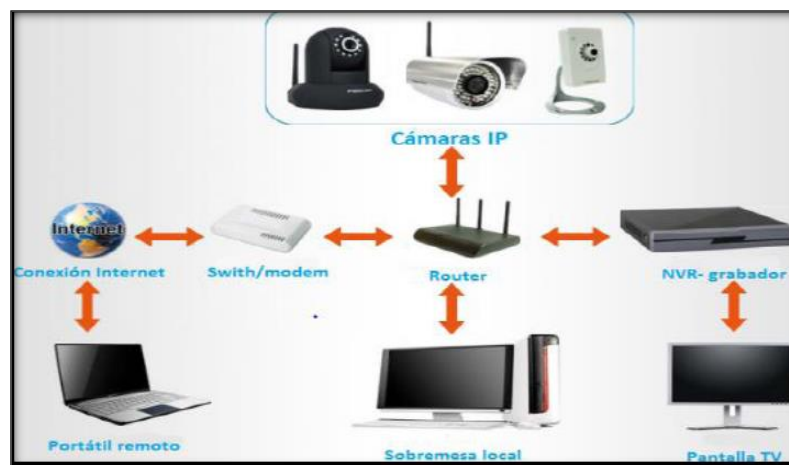 Cámaras IP
Internet
Conexión Internet
Swith/modem
Router
NVR- grabador
Portátil remoto
Sobremesa local
Pantalla TV